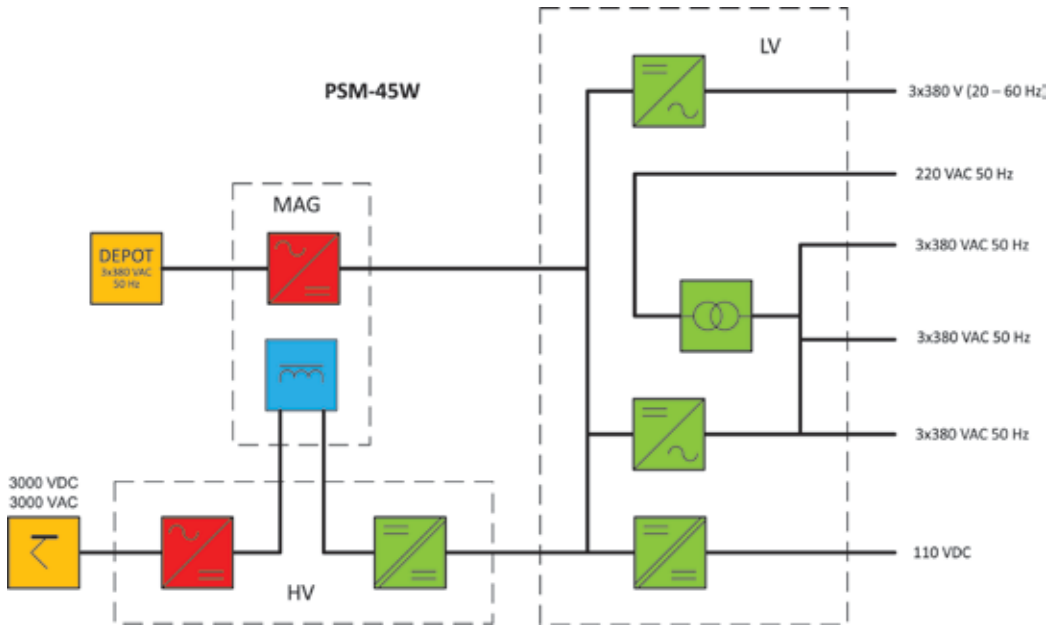 LV
PSM-45W
3x380 V (20 – 60 Hz)
220 VAC 50 Hz
MAG
DEPOT
3x380 VAC
50 Hz
3x380 VAC 50 Hz
3x380 VAC 50 Hz
3x380 VAC 50 Hz
3000 VDC
3000 VAC
110 VDC
HV